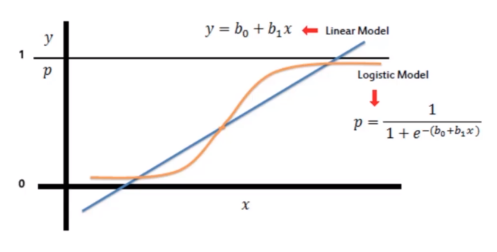 y
y = b₀ + b₁x
Linear Model
1
p
Logistic Model
p = 1 / (1 + e^-(b₀+b₁x))
0
x